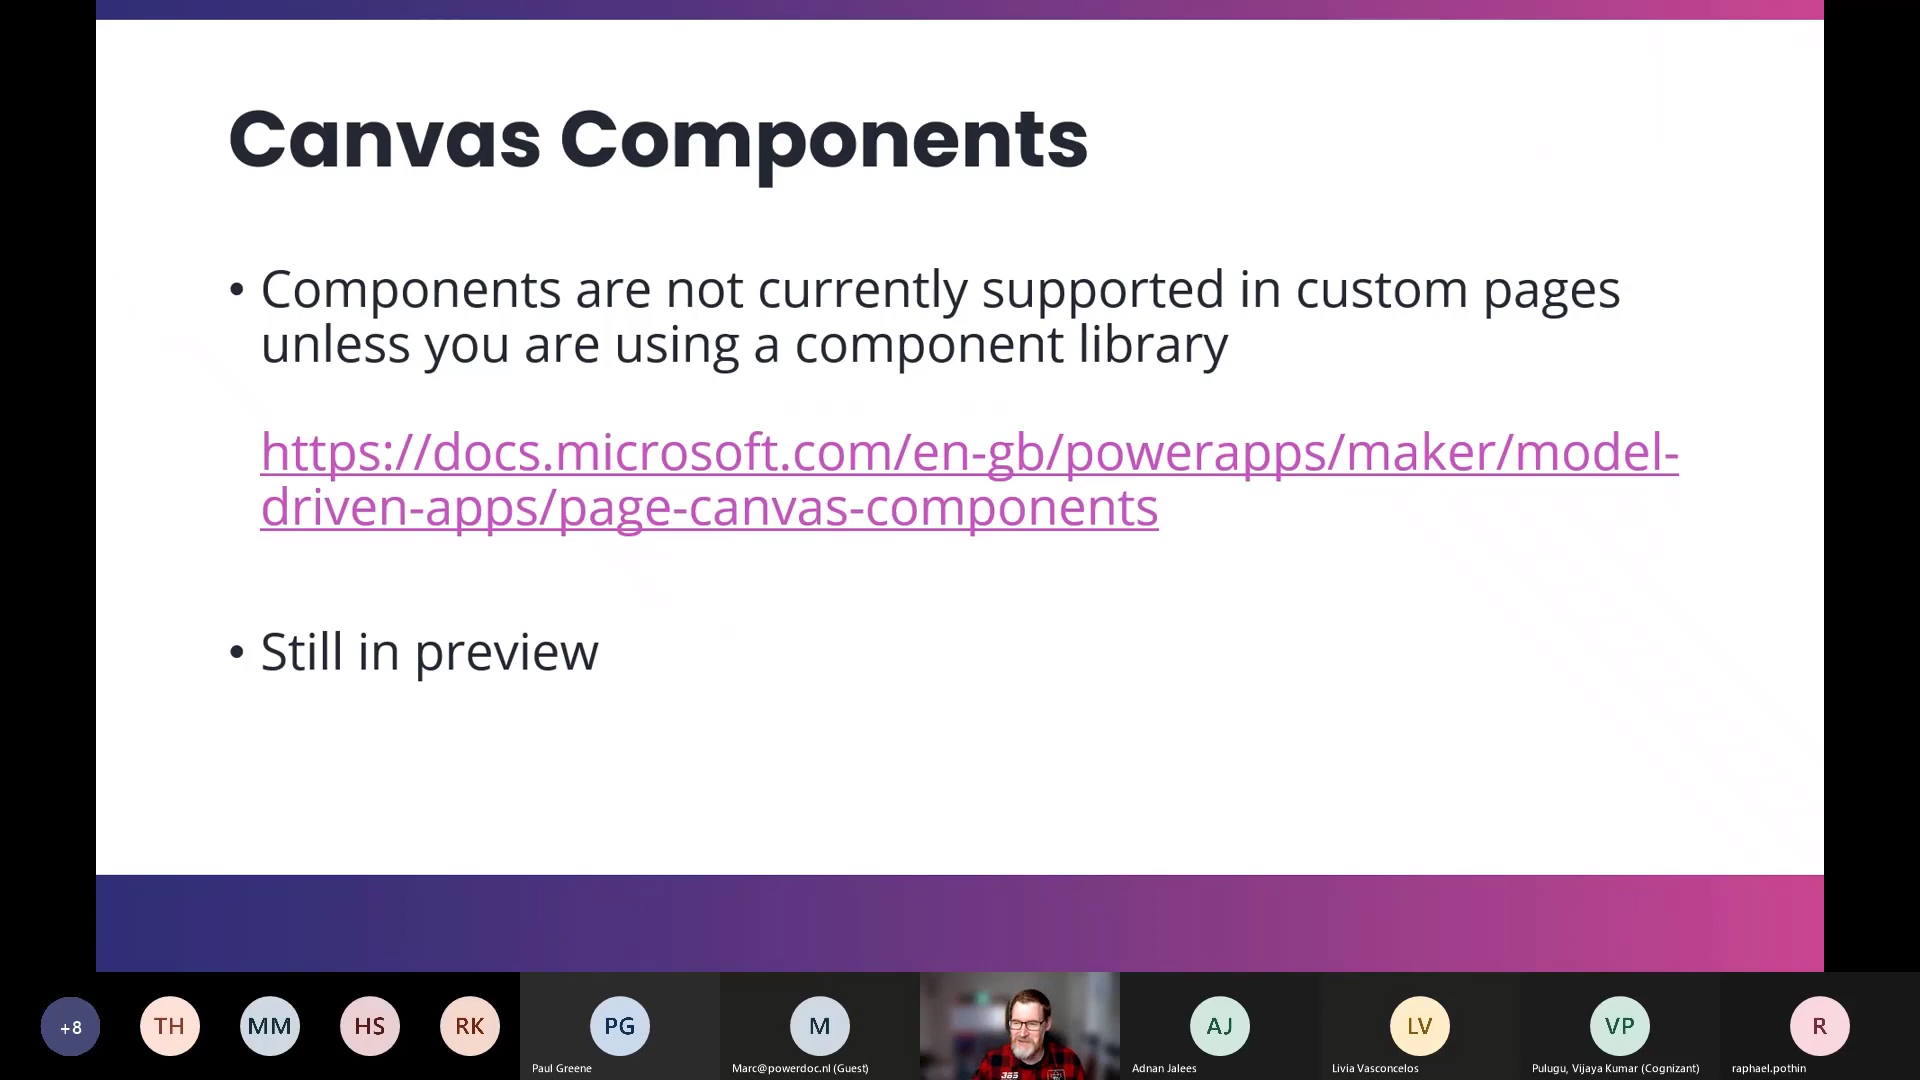 Canvas Components
• Components are not currently supported in custom pages
unless you are using a component library
https://docs.microsoft.com/en-gb/powerapps/maker/model-
driven-apps/page-canvas-components
• Still in preview
+8
TH
MM
HS
RK
PG
Paul Greene
M
Marc@powerdoc.nl (Guest)
365
AJ
Adnan Jalees
LV
Livia Vasconcelos
VP
Pulugu, Vijaya Kumar (Cognizant)
R
raphael.pothin